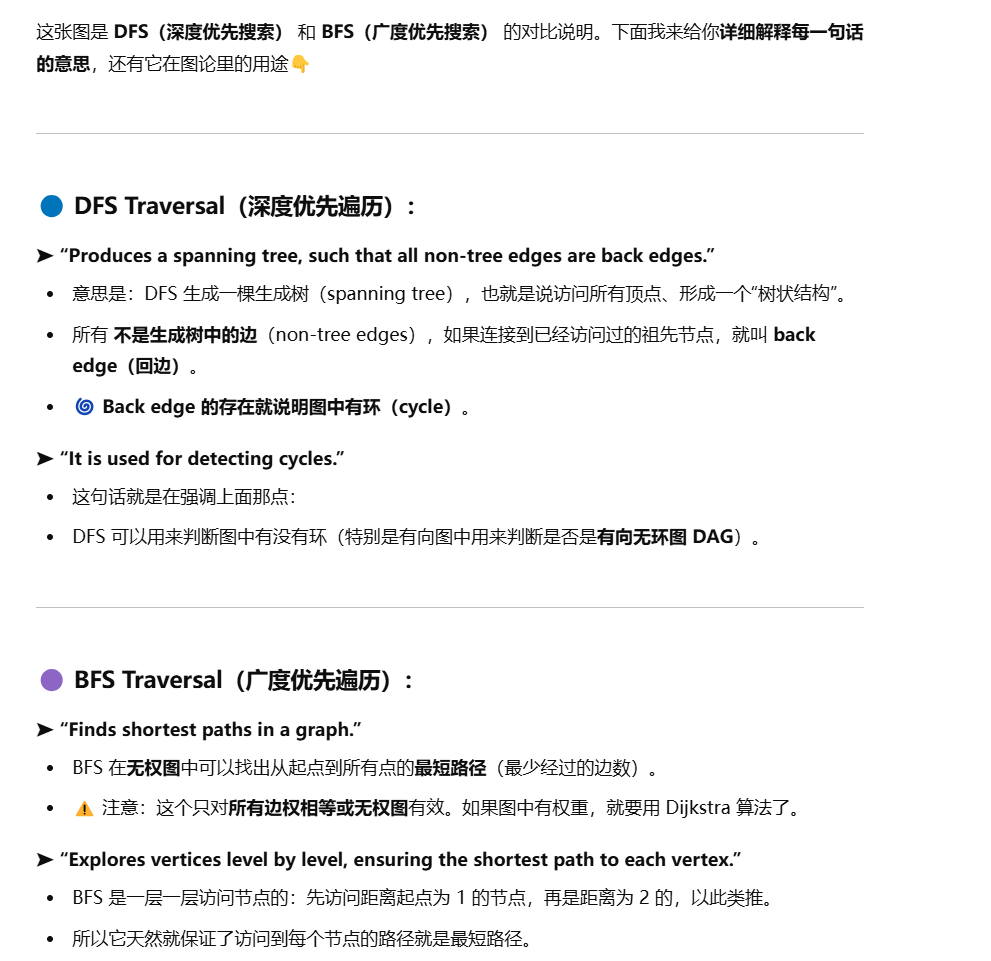 这张图是 DFS（深度优先搜索） 和 BFS（广度优先搜索） 的对比说明。下面我来给你详细解释每一句话
的意思，还有它在图论里的用途👇
🔵 DFS Traversal（深度优先遍历）：
➤ “Produces a spanning tree, such that all non-tree edges are back edges.”
• 意思是：DFS 生成一棵生成树（spanning tree），也就是说访问所有顶点、形成一个“树状结构”。
• 所有 不是生成树中的边（non-tree edges），如果连接到已经访问过的祖先节点，就叫 back
edge（回边）。
• 🌀 Back edge 的存在就说明图中有环（cycle）。
➤ “It is used for detecting cycles.”
• 这句话就是在强调上面那点：
• DFS 可以用来判断图中有没有环（特别是有向图中用来判断是否是有向无环图 DAG）。
🟣 BFS Traversal（广度优先遍历）：
➤ “Finds shortest paths in a graph.”
• BFS 在无权图中可以找出从起点到所有点的最短路径（最少经过的边数）。
• ⚠️ 注意：这个只对所有边权相等或无权图有效。如果图中有权重，就要用 Dijkstra 算法了。
➤ “Explores vertices level by level, ensuring the shortest path to each vertex.”
• BFS 是一层一层访问节点的：先访问距离起点为 1 的节点，再是距离为 2 的，以此类推。
• 所以它天然就保证了访问到每个节点的路径就是最短路径。